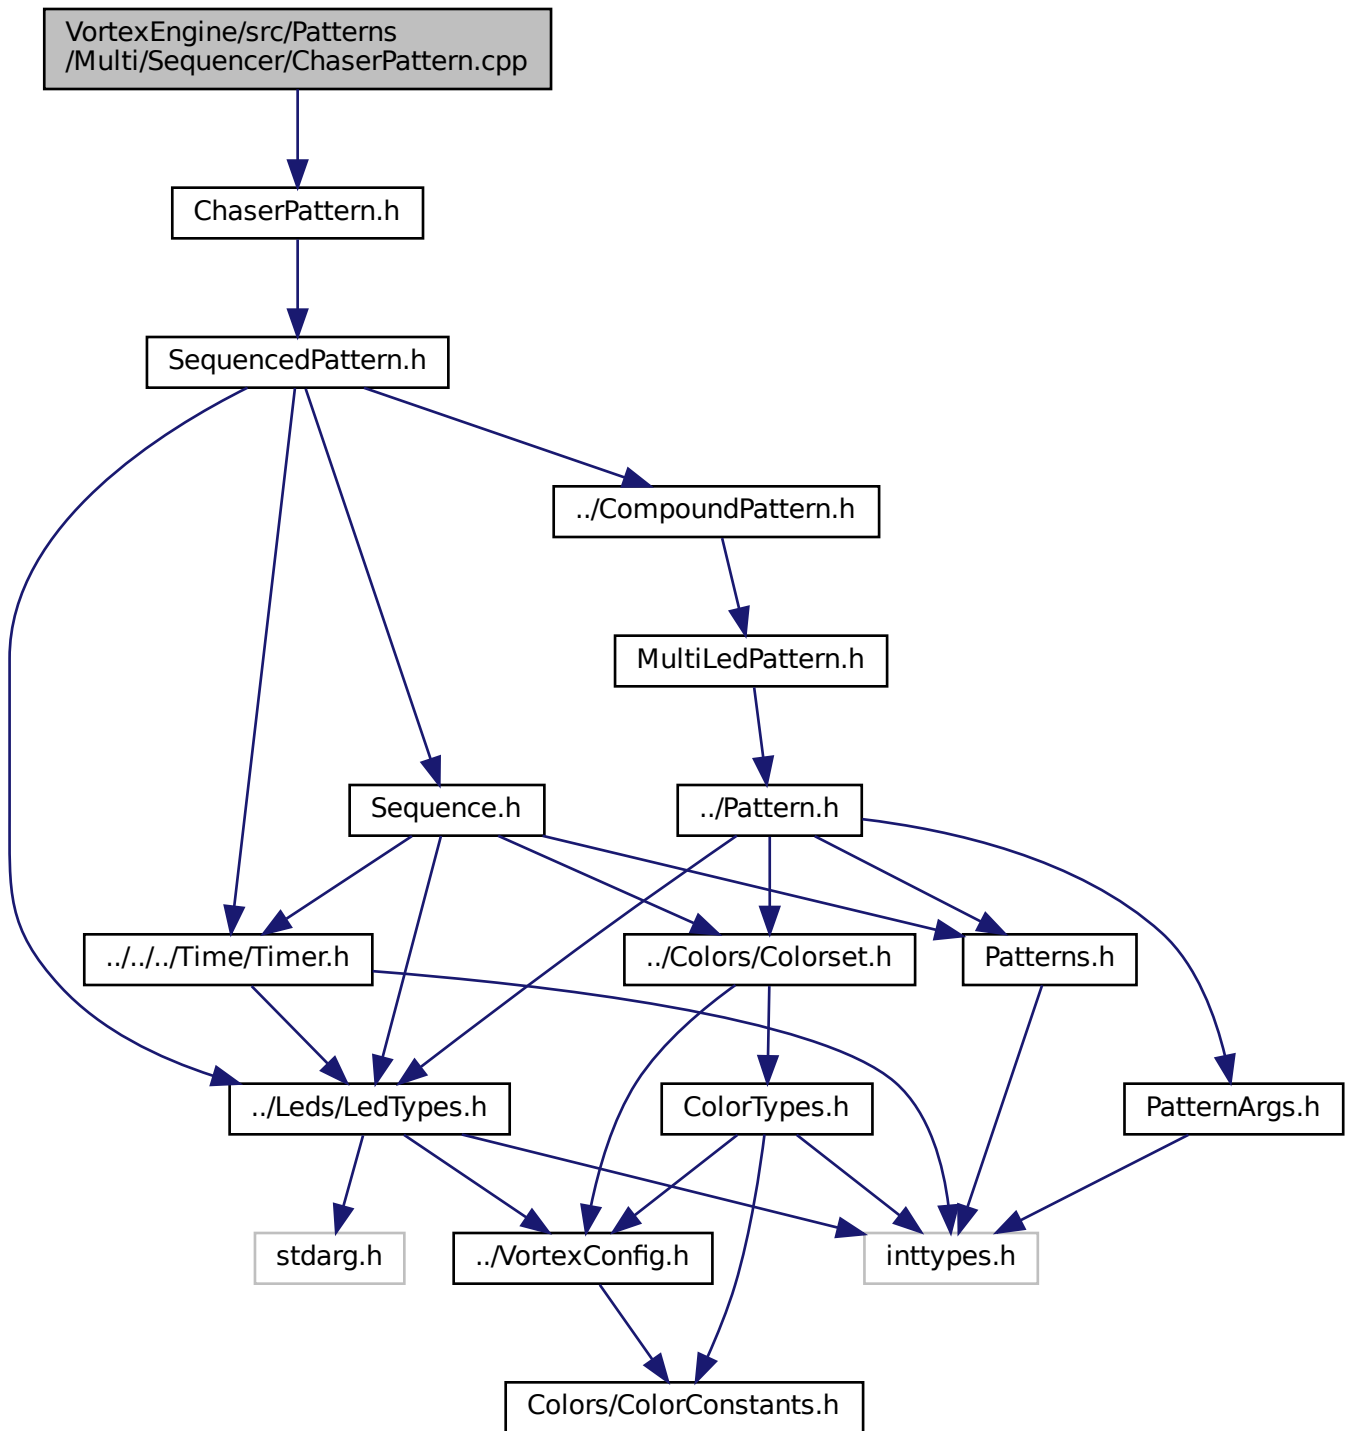 VortexEngine/src/Patterns
/Multi/Sequencer/ChaserPattern.cpp
ChaserPattern.h
SequencedPattern.h
../CompoundPattern.h
MultiLedPattern.h
Sequence.h
../Pattern.h
../../../Time/Timer.h
../Colors/Colorset.h
Patterns.h
../Leds/LedTypes.h
ColorTypes.h
PatternArgs.h
stdarg.h
../VortexConfig.h
inttypes.h
Colors/ColorConstants.h